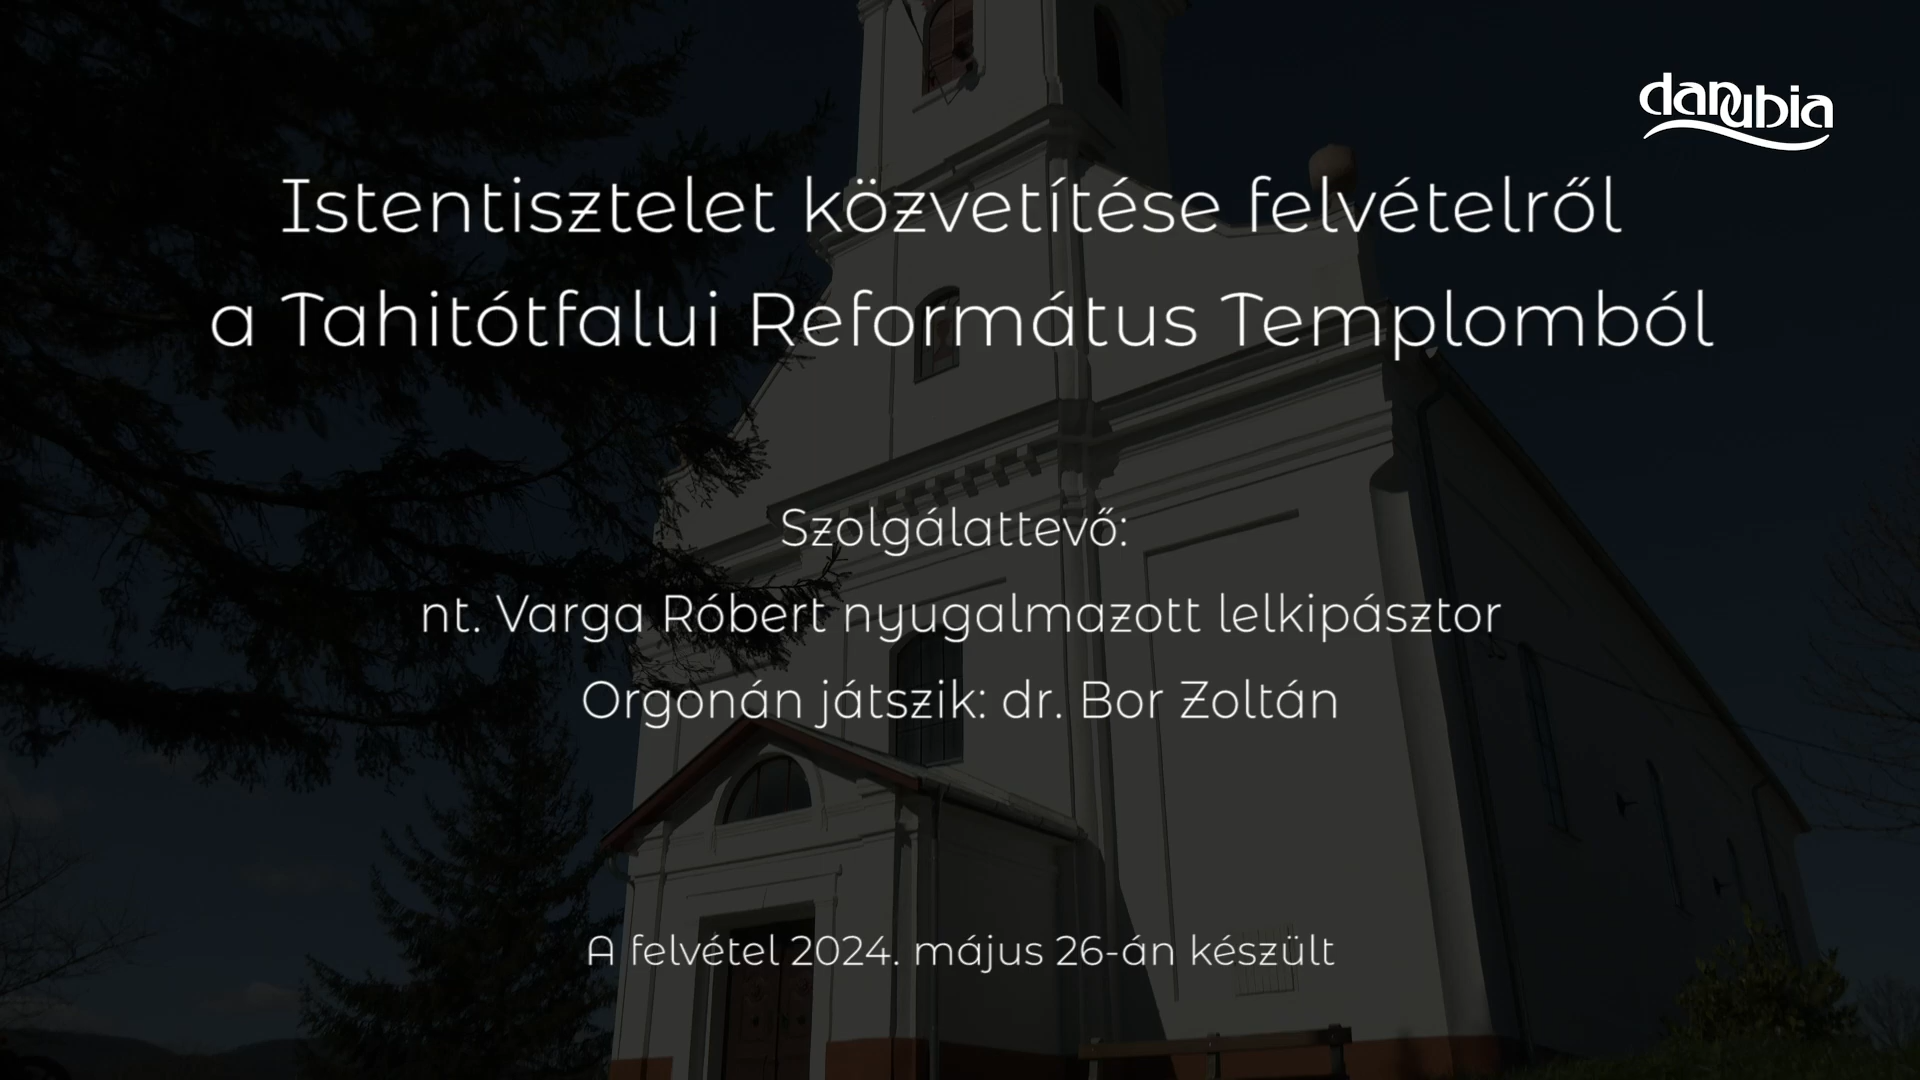 danubia
Istentisztelet közvetítése felvételről
a Tahitótfalui Református Templomból
Szolgálattevő:
nt. Varga Róbert nyugalmazott lelkipásztor
Orgonán játszik: dr. Bor Zoltán
A felvétel 2024. május 26-án készült